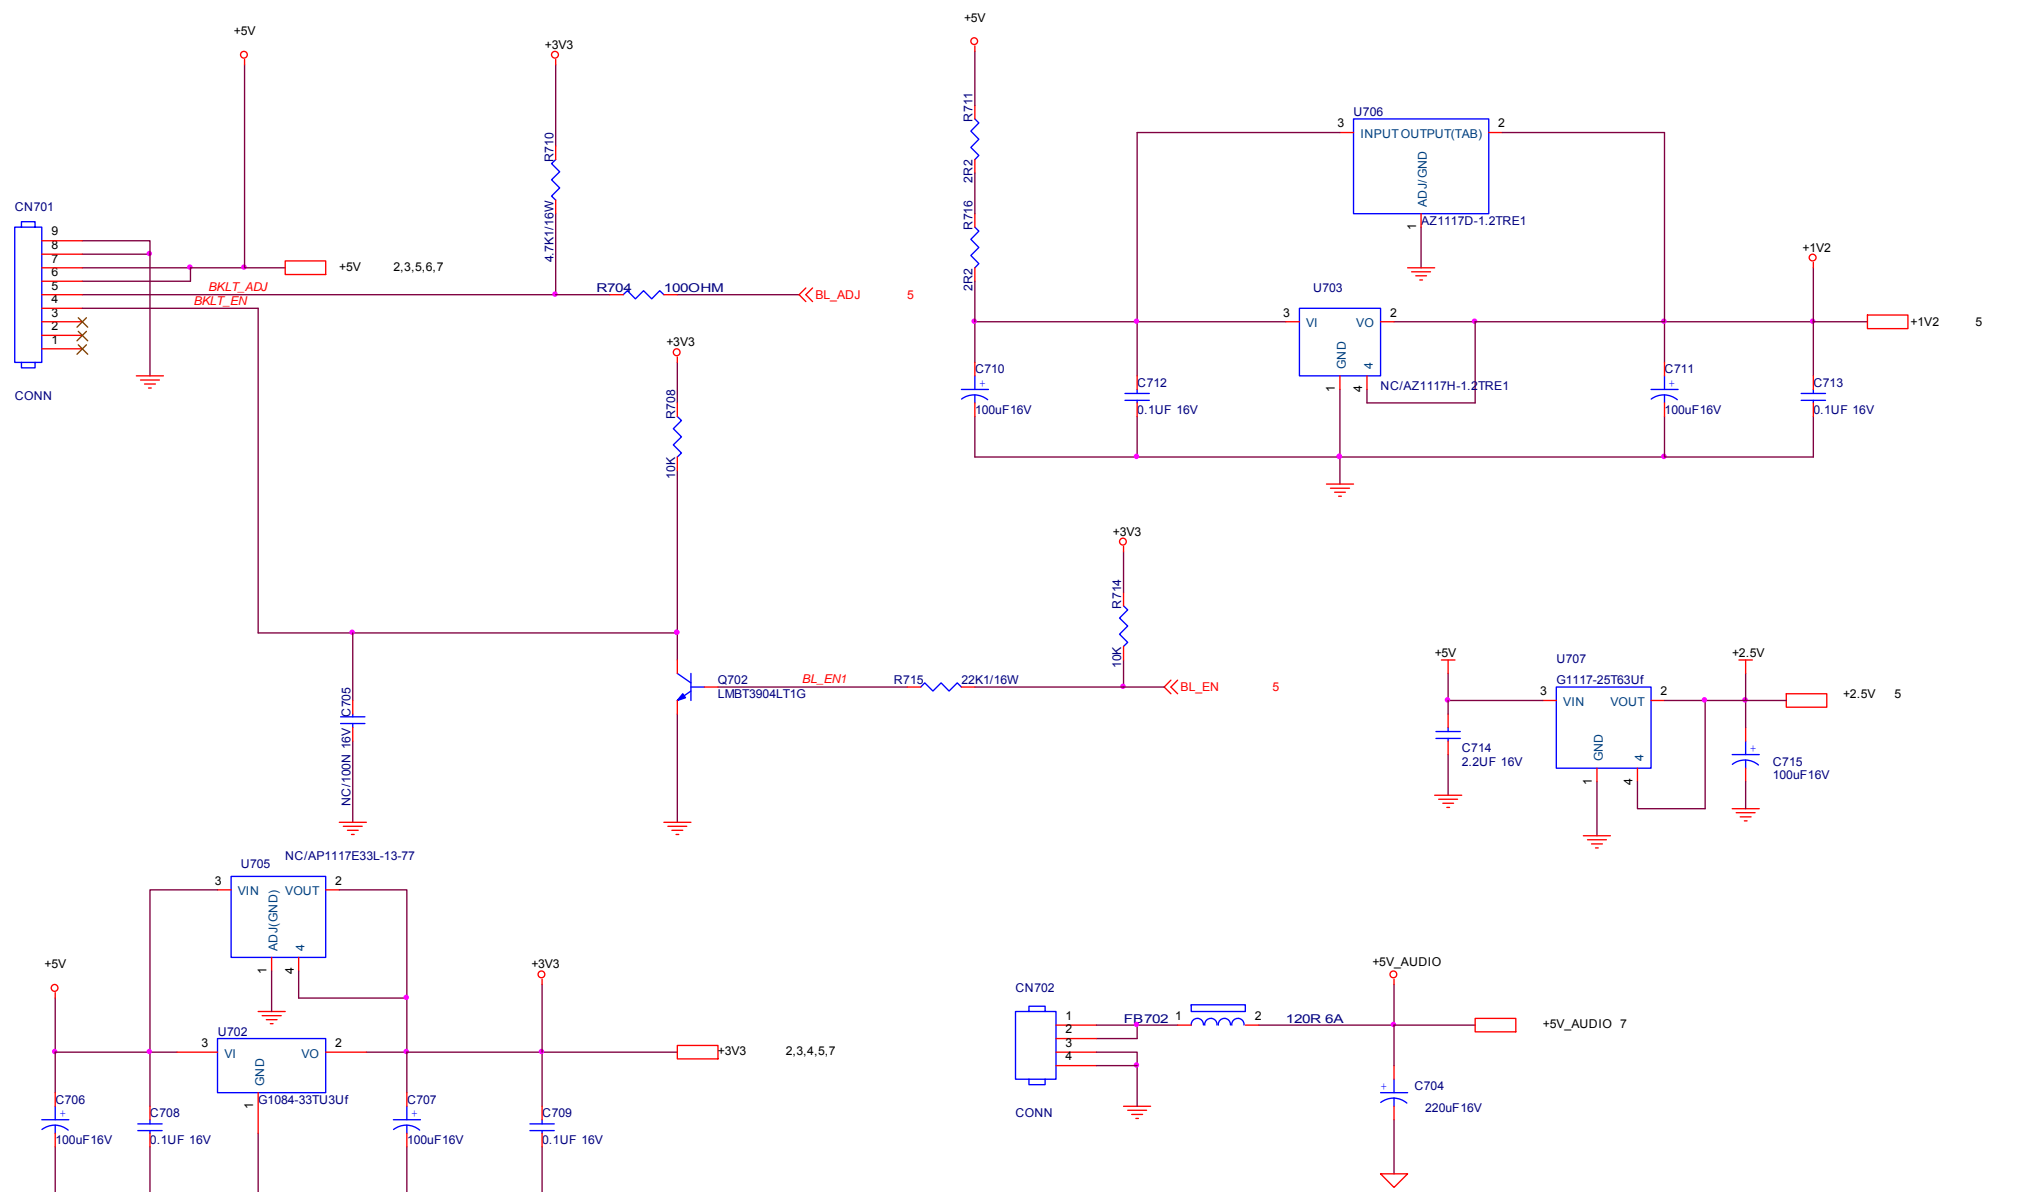 +5V
+3V3
R710
4.7K1/16W
CN701
9
8
7
6
5
4
3
2
1
CONN
+5V 2,3,5,6,7
BKLT_ADJ
BKLT_EN
R704 100OHM
BL_ADJ 5
+3V3
R708
10K
C705
NC/100N 16V
Q702
LMBT3904LT1G
BL_EN1
R715 22K1/16W
+3V3
R714
10K
BL_EN 5
+5V
R711
2R2
R716
2R2
U706
3 INPUT OUTPUT(TAB) 2
ADJ/GND
1
AZ1117D-1.2TRE1
U703
3 VI VO 2
GND 4
1 4
NC/AZ1117H-1.2TRE1
C710
+
100uF16V
C712
0.1UF 16V
C711
+
100uF16V
C713
0.1UF 16V
+1V2
+1V2 5
+5V
C714
2.2UF 16V
U707
G1117-25T63Uf
3 VIN VOUT 2
GND 4
1 4
+2.5V
+2.5V 5
+
C715
100uF16V
NC/AP1117E33L-13-77
U705
3 VIN VOUT 2
ADJ(GND) 4
1 4
+5V
+3V3
U702
3 VI VO 2
GND
1
G1084-33TU3Uf
+3V3 2,3,4,5,7
C706
+
100uF16V
C708
0.1UF 16V
C707
+
100uF16V
C709
0.1UF 16V
CN702
1
2
3
4
CONN
FB702 1 2 120R 6A
+5V_AUDIO
+5V_AUDIO 7
+
C704
220uF16V